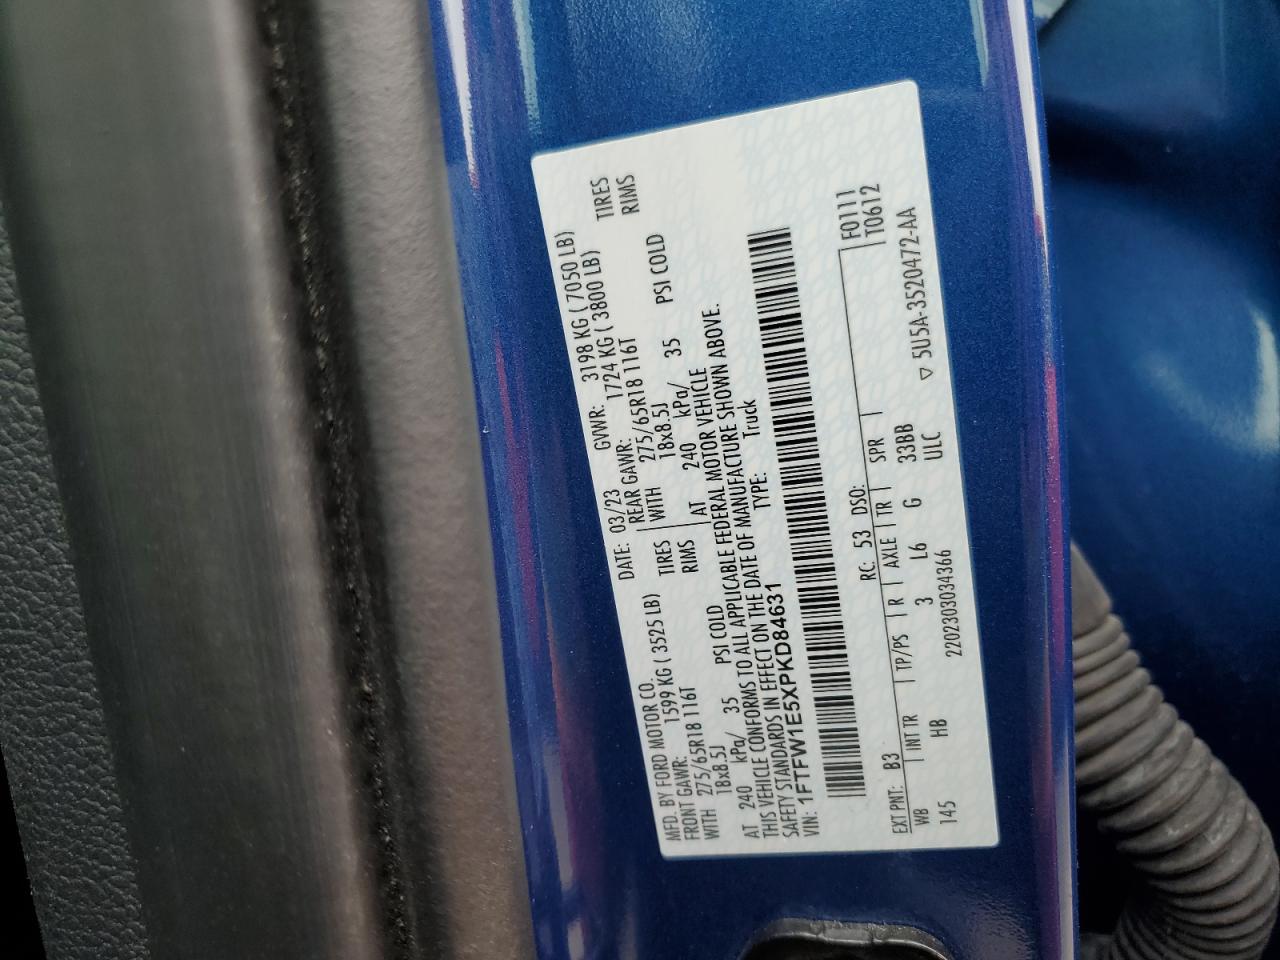 MFD. BY FORD MOTOR CO. DATE: 03/23 GVWR: 3198 KG ( 7050 LB)
FRONT GAWR: 1599 KG ( 3525 LB) REAR GAWR: 1724 KG ( 3800 LB)
WITH 275/65R18 116T TIRES WITH 275/65R18 116T TIRES
18x8.5J RIMS 18x8.5J RIMS
AT 240 kPa/ 35 PSI COLD AT 240 kPa/ 35 PSI COLD
THIS VEHICLE CONFORMS TO ALL APPLICABLE FEDERAL MOTOR VEHICLE
SAFETY STANDARDS IN EFFECT ON THE DATE OF MANUFACTURE SHOWN ABOVE.
VIN: 1FTFW1E5XPKD84631 TYPE: Truck
F0111
EXT PNT: B3 RC: 53 DSO: T0612
WB INT TR TP/PS R AXLE TR SPR
145 HB 3 L6 G 33BB
2202303034366 ULC ▽ 5U5A-3520472-AA